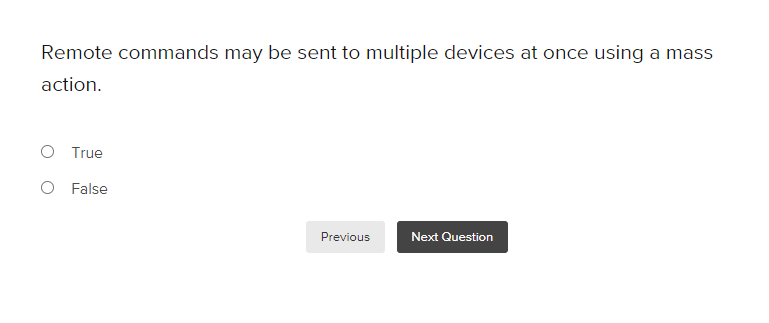 Remote commands may be sent to multiple devices at once using a mass
action.
True
False
Previous
Next Question